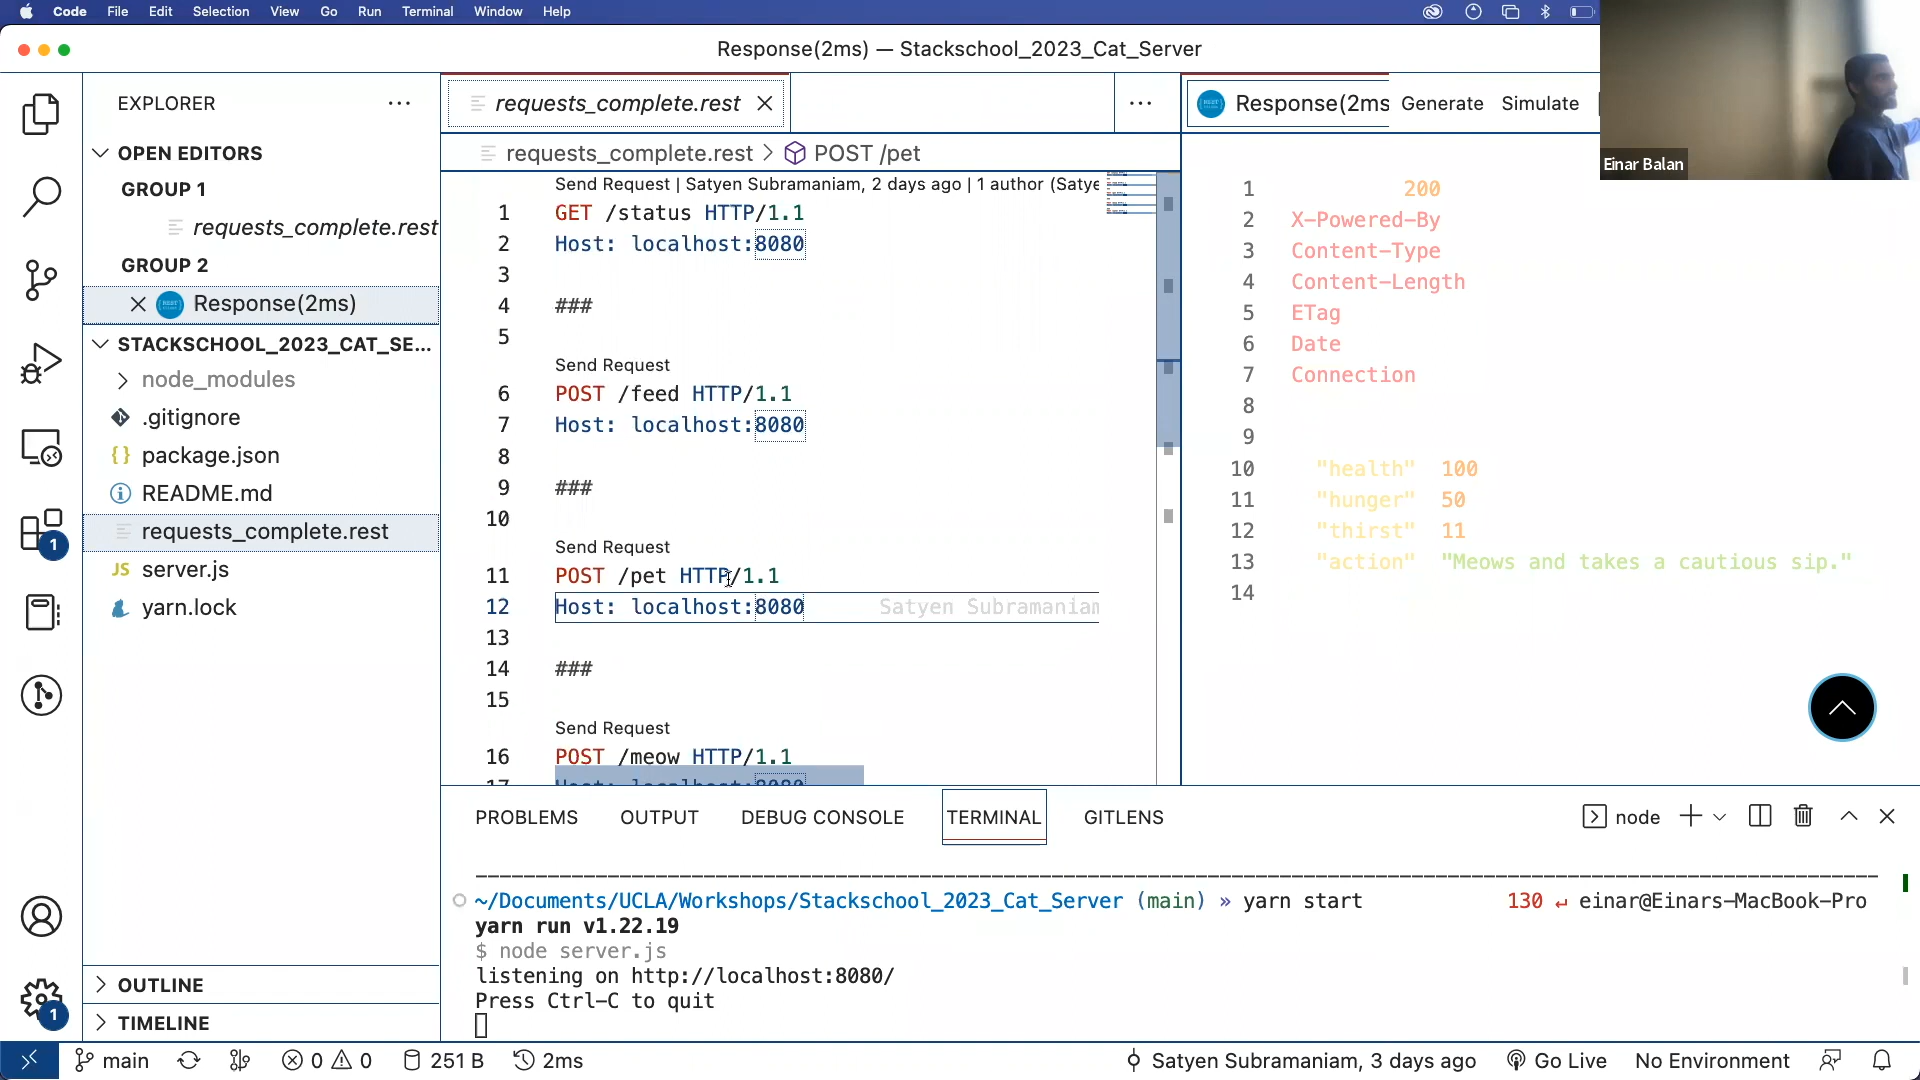 Code File Edit Selection View Go Run Terminal Window Help
Response(2ms) — Stackschool_2023_Cat_Server
Einar Balan
EXPLORER
OPEN EDITORS
GROUP 1
requests_complete.rest
GROUP 2
Response(2ms)
STACKSCHOOL_2023_CAT_SE...
node_modules
.gitignore
package.json
README.md
requests_complete.rest
JS server.js
yarn.lock
OUTLINE
TIMELINE
1
1
requests_complete.rest
requests_complete.rest > POST /pet
Send Request | Satyen Subramaniam, 2 days ago | 1 author (Satye
1 GET /status HTTP/1.1
2 Host: localhost:8080
3
4 ###
5
Send Request
6 POST /feed HTTP/1.1
7 Host: localhost:8080
8
9 ###
10
Send Request
11 POST /pet HTTP/1.1
12 Host: localhost:8080 Satyen Subramaniam
13
14 ###
15
Send Request
16 POST /meow HTTP/1.1
17 Host: localhost:8080
Response(2ms Generate Simulate
1 200
2 X-Powered-By
3 Content-Type
4 Content-Length
5 ETag
6 Date
7 Connection
8
9
10 "health" 100
11 "hunger" 50
12 "thirst" 11
13 "action" "Meows and takes a cautious sip."
14
PROBLEMS OUTPUT DEBUG CONSOLE TERMINAL GITLENS
node
~/Documents/UCLA/Workshops/Stackschool_2023_Cat_Server (main) » yarn start 130 ↵ einar@Einars-MacBook-Pro
yarn run v1.22.19
$ node server.js
listening on http://localhost:8080/
Press Ctrl-C to quit
main 0 0 251 B 2ms Satyen Subramaniam, 3 days ago Go Live No Environment